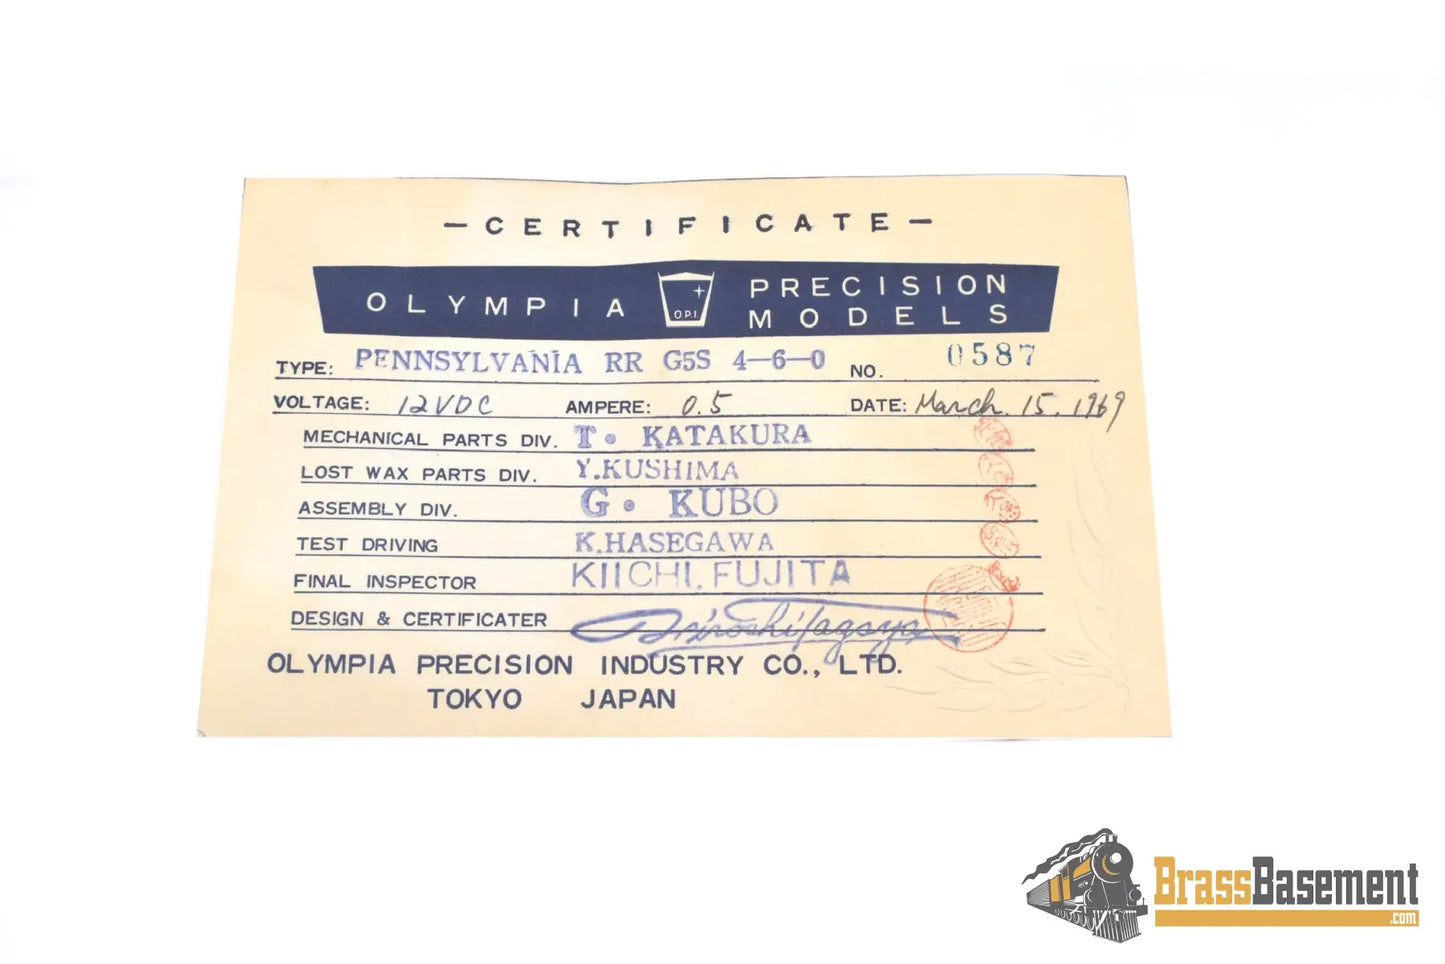 - CERTIFICATE -
OLYMPIA O.P.I. PRECISION MODELS
TYPE: PENNSYLVANIA RR G5S 4-6-0 NO. 0587
VOLTAGE: 12VDC AMPERE: 0.5 DATE: March. 15. 1969
MECHANICAL PARTS DIV. T. KATAKURA
LOST WAX PARTS DIV. Y.KUSHIMA
ASSEMBLY DIV. G. KUBO
TEST DRIVING K.HASEGAWA
FINAL INSPECTOR KIICHI.FUJITA
DESIGN & CERTIFICATER
OLYMPIA PRECISION INDUSTRY CO., LTD.
TOKYO JAPAN
BrassBasement
.com